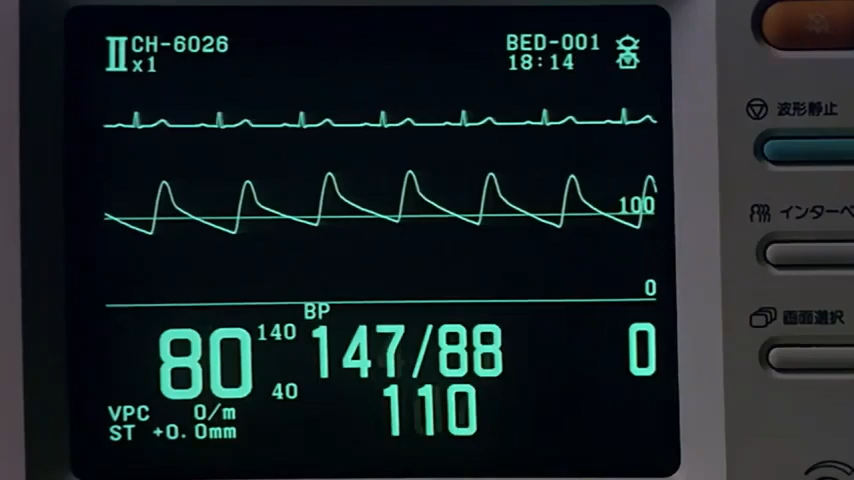 II CH-6026
x1
BED-001
18:14
波形静止
インターベ
100
0
画面選択
BP
80
140
40
147/88
0
110
VPC 0/m
ST +0.0mm